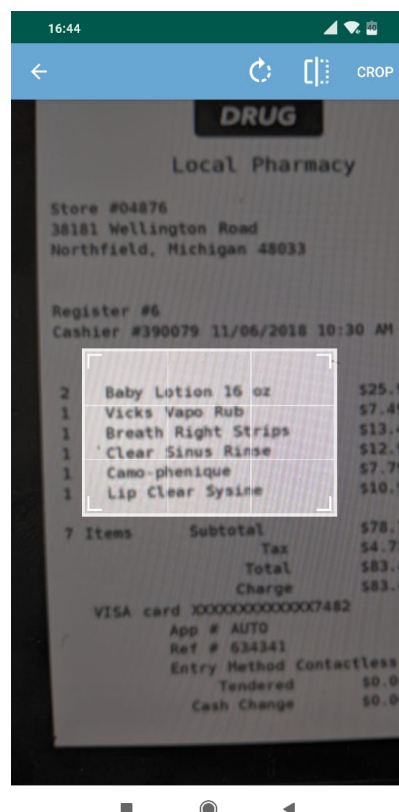 16:44
CROP
DRUG
Local Pharmacy
Store #04876
38181 Wellington Road
Northfield, Michigan 48033
Register #6
Cashier #390079 11/06/2018 10:30 AM
2 Baby Lotion 16 oz $25.
1 Vicks Vapo Rub $7.4
1 Breath Right Strips $13.
1 Clear Sinus Rinse $12.
1 Camo-phenique $7.7
1 Lip Clear Sysine $10.
7 Items Subtotal $78.
Tax $4.7
Total $83.
Charge $83.
VISA card XXXXXXXXXXXXX7482
App # AUTO
Ref # 634341
Entry Method Contactless
Tendered $0.0
Cash Change $0.0